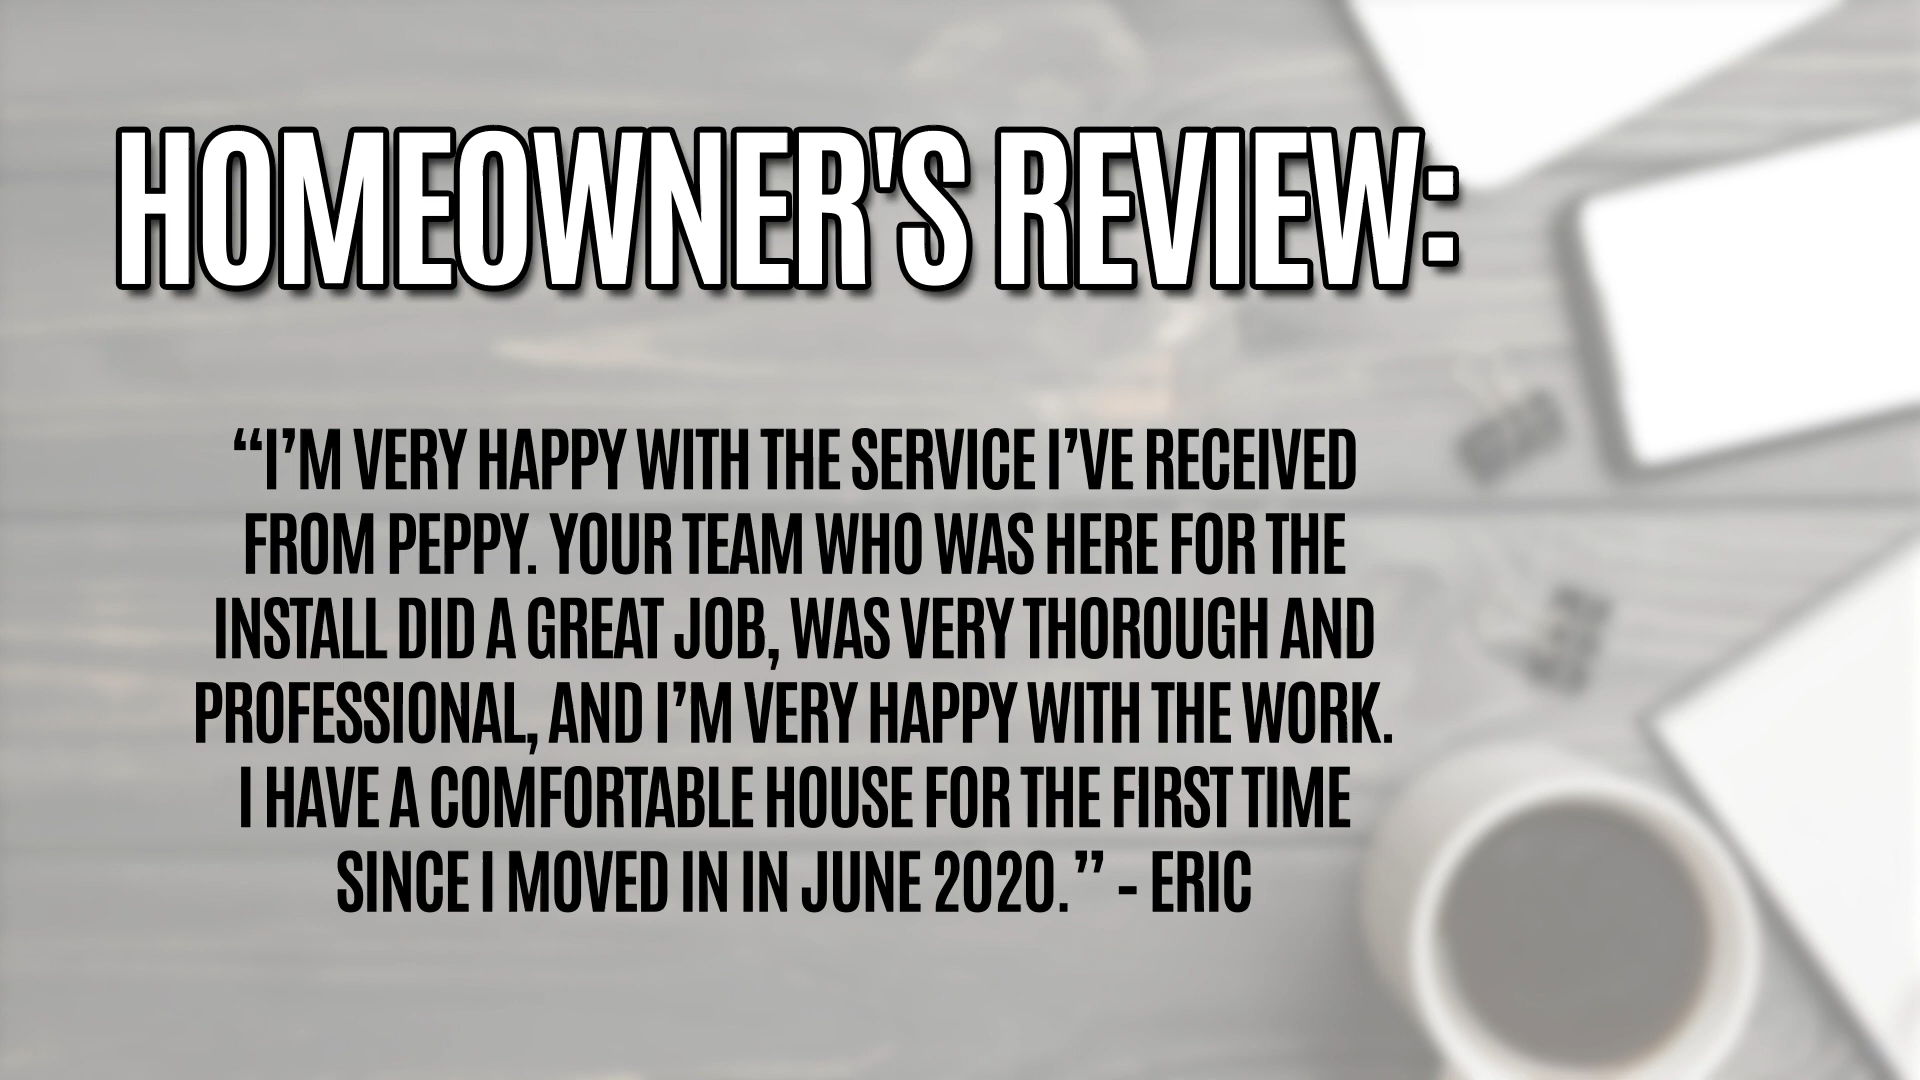 HOMEOWNER'S REVIEW:
“I’M VERY HAPPY WITH THE SERVICE I’VE RECEIVED
FROM PEPPY. YOUR TEAM WHO WAS HERE FOR THE
INSTALL DID A GREAT JOB, WAS VERY THOROUGH AND
PROFESSIONAL, AND I’M VERY HAPPY WITH THE WORK.
I HAVE A COMFORTABLE HOUSE FOR THE FIRST TIME
SINCE I MOVED IN IN JUNE 2020.” - ERIC